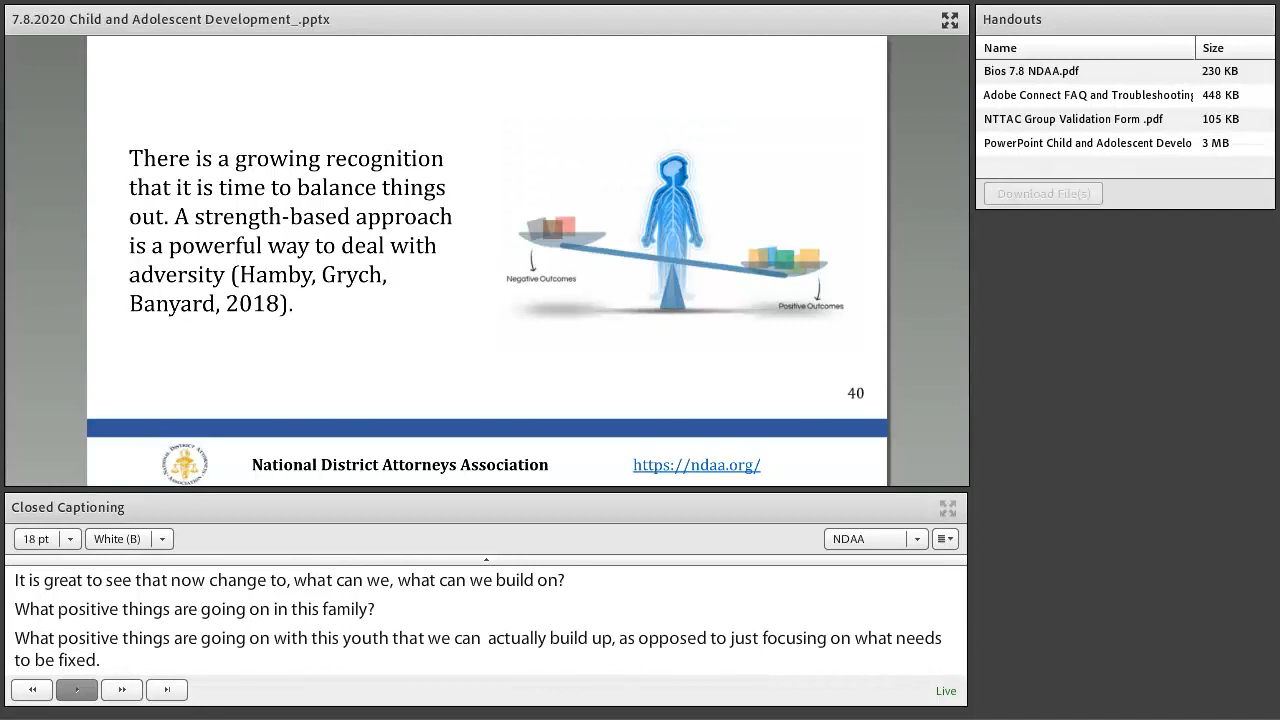 7.8.2020 Child and Adolescent Development_.pptx
There is a growing recognition
that it is time to balance things
out. A strength-based approach
is a powerful way to deal with
adversity (Hamby, Grych,
Banyard, 2018).
Negative Outcomes
Positive Outcomes
40
NATIONAL DISTRICT ATTORNEYS ASSOCIATION
National District Attorneys Association
https://ndaa.org/
Handouts
Name Size
Bios 7.8 NDAA.pdf 230 KB
Adobe Connect FAQ and Troubleshooting 448 KB
NTTAC Group Validation Form .pdf 105 KB
PowerPoint Child and Adolescent Develo 3 MB
Download File(s)
Closed Captioning
18 pt White (B) NDAA
It is great to see that now change to, what can we, what can we build on?
What positive things are going on in this family?
What positive things are going on with this youth that we can actually build up, as opposed to just focusing on what needs
to be fixed.
Live